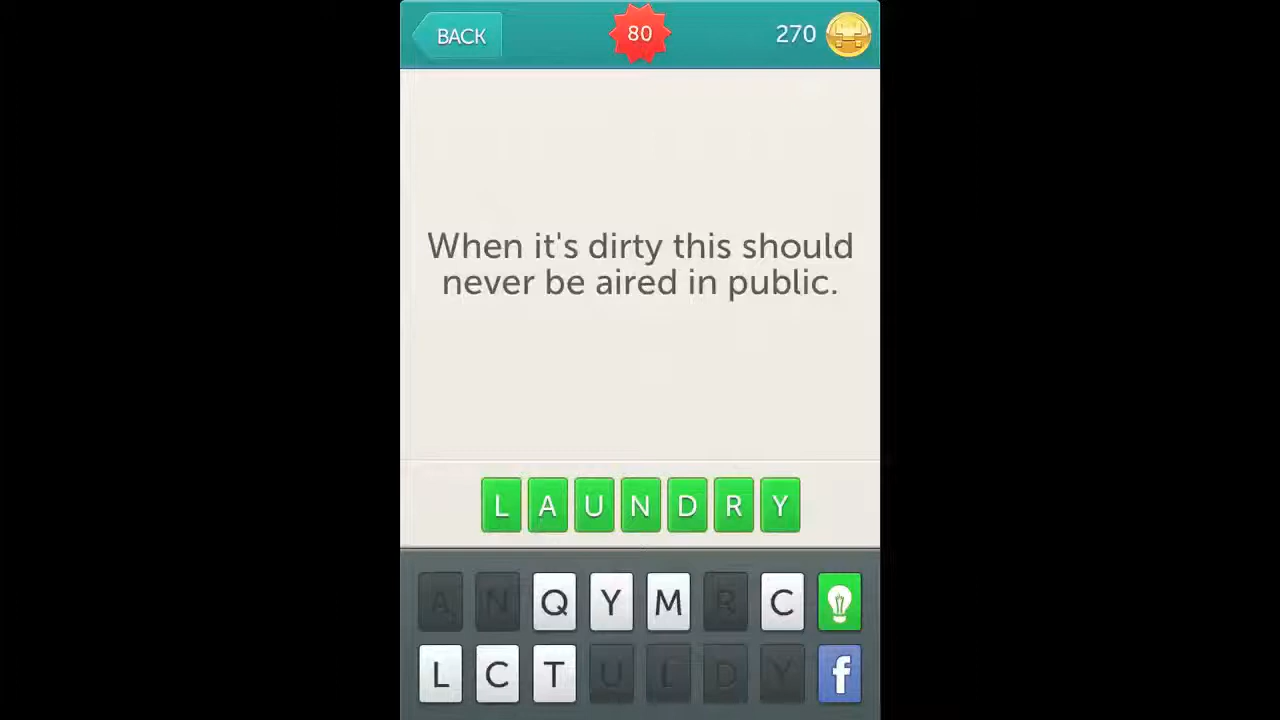 BACK 80 270
When it's dirty this should
never be aired in public.
L A U N D R Y
A N Q Y M R C
L C T U L D Y f